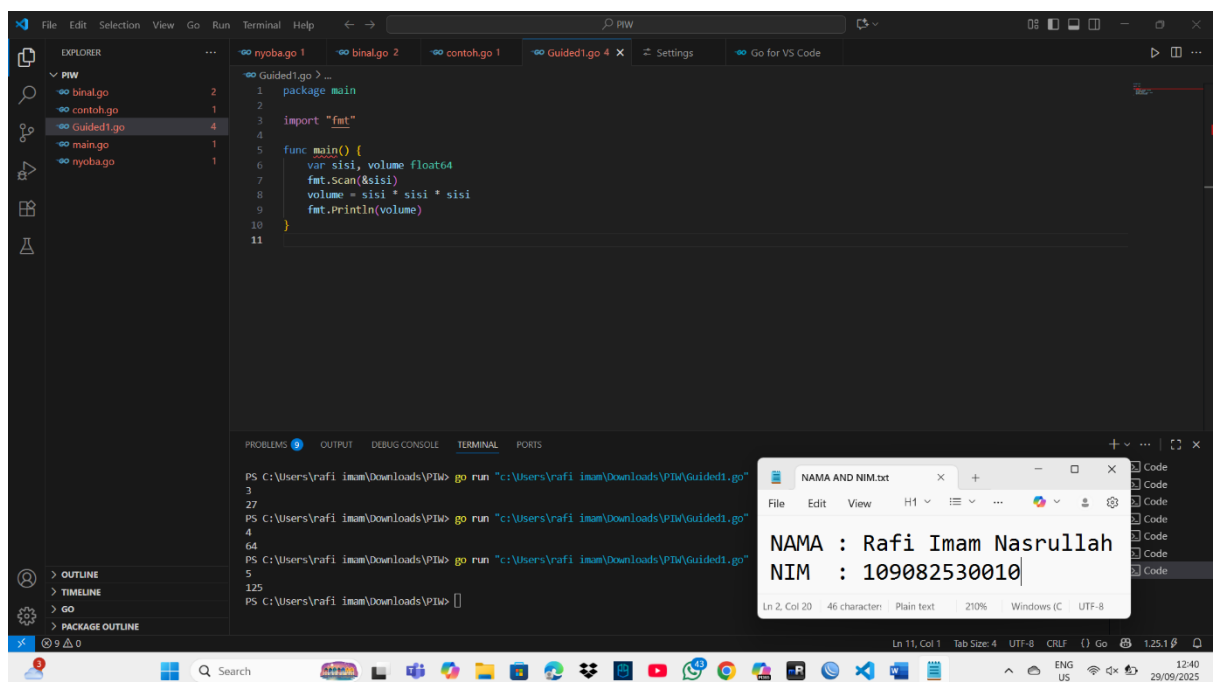 File Edit Selection View Go Run Terminal Help
PIW
EXPLORER
nyoba.go 1 binal.go 2 contoh.go 1 Guided1.go 4 Settings Go for VS Code
PIW
binal.go 2
contoh.go 1
Guided1.go 4
main.go 1
nyoba.go 1
Guided1.go > ...
1 package main
2
3 import "fmt"
4
5 func main() {
6 var sisi, volume float64
7 fmt.Scan(&sisi)
8 volume = sisi * sisi * sisi
9 fmt.Println(volume)
10 }
11
PROBLEMS 9 OUTPUT DEBUG CONSOLE TERMINAL PORTS
PS C:\Users\rafi imam\Downloads\PIW> go run "c:\Users\rafi imam\Downloads\PIW\Guided1.go"
3
27
PS C:\Users\rafi imam\Downloads\PIW> go run "c:\Users\rafi imam\Downloads\PIW\Guided1.go"
4
64
PS C:\Users\rafi imam\Downloads\PIW> go run "c:\Users\rafi imam\Downloads\PIW\Guided1.go"
5
125
PS C:\Users\rafi imam\Downloads\PIW>
Code
Code
Code
Code
Code
Code
Code
NAMA AND NIM.txt
File Edit View H1
NAMA : Rafi Imam Nasrullah
NIM : 109082530010
Ln 2, Col 20 46 character: Plain text 210% Windows (C UTF-8
OUTLINE
TIMELINE
GO
PACKAGE OUTLINE
9 0 Ln 11, Col 1 Tab Size: 4 UTF-8 CRLF {} Go 1.25.1
3 Search 43 ENG 12:40
US 29/09/2025